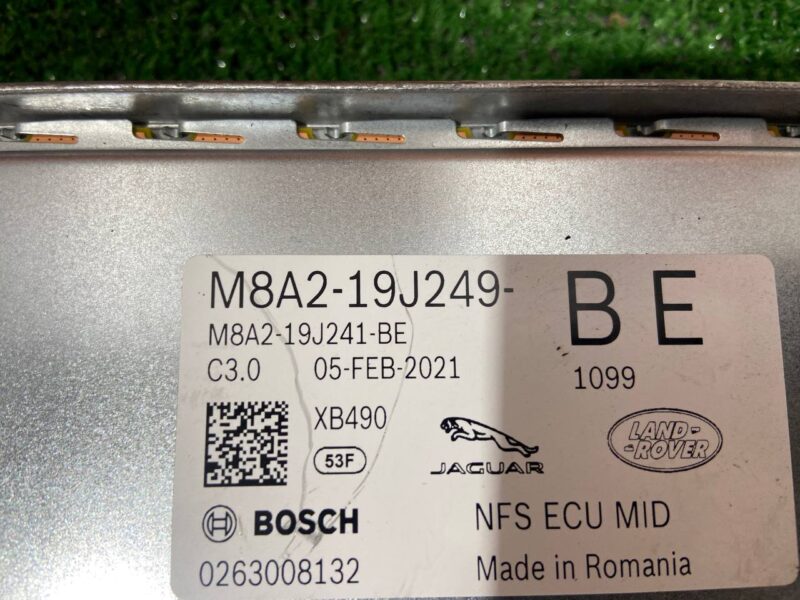 M8A2-19J249- BE
M8A2-19J241-BE
C3.0 05-FEB-2021
1099
XB490
53F
JAGUAR
LAND-
-ROVER
BOSCH
NFS ECU MID
0263008132
Made in Romania